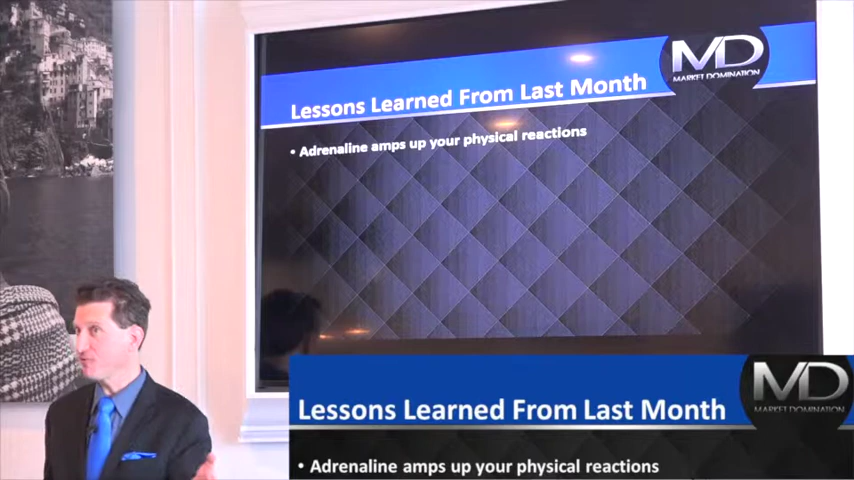 MD
MARKET DOMINATION
Lessons Learned From Last Month
• Adrenaline amps up your physical reactions
MD
MARKET DOMINATION
Lessons Learned From Last Month
• Adrenaline amps up your physical reactions